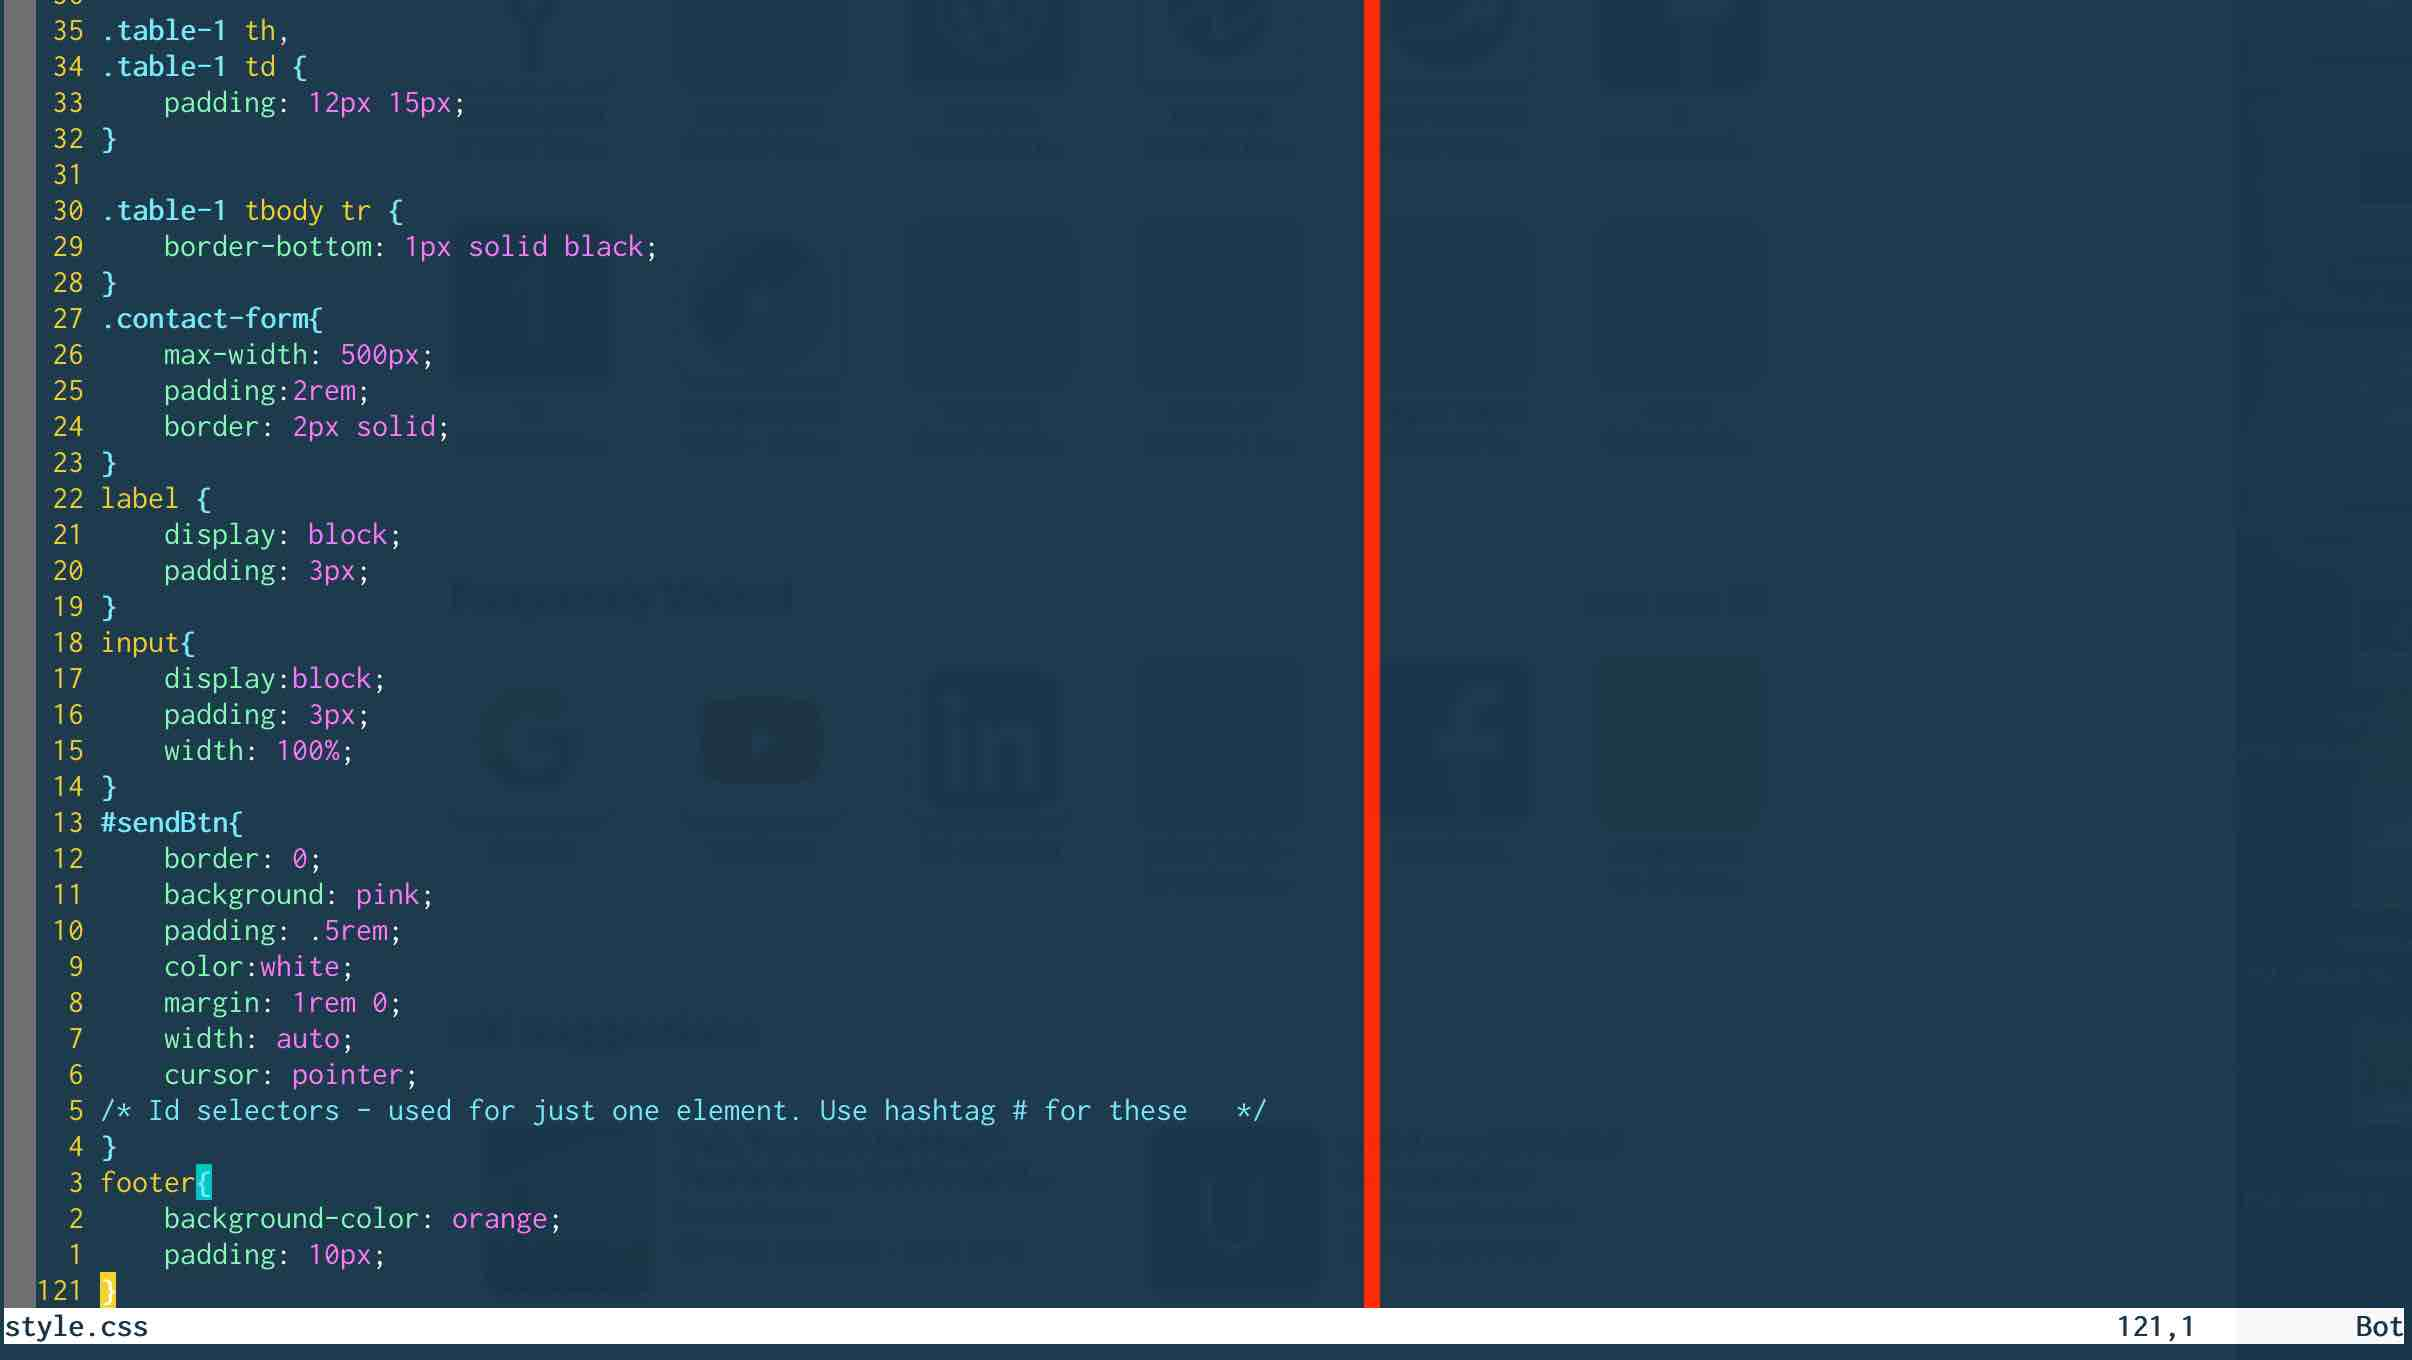 35 .table-1 th,
34 .table-1 td {
33     padding: 12px 15px;
32 }
31
30 .table-1 tbody tr {
29     border-bottom: 1px solid black;
28 }
27 .contact-form{
26     max-width: 500px;
25     padding:2rem;
24     border: 2px solid;
23 }
22 label {
21     display: block;
20     padding: 3px;
19 }
18 input{
17     display:block;
16     padding: 3px;
15     width: 100%;
14 }
13 #sendBtn{
12     border: 0;
11     background: pink;
10     padding: .5rem;
9     color:white;
8     margin: 1rem 0;
7     width: auto;
6     cursor: pointer;
5 /* Id selectors - used for just one element. Use hashtag # for these   */
4 }
3 footer{
2     background-color: orange;
1     padding: 10px;
121 }
style.css 121,1 Bot